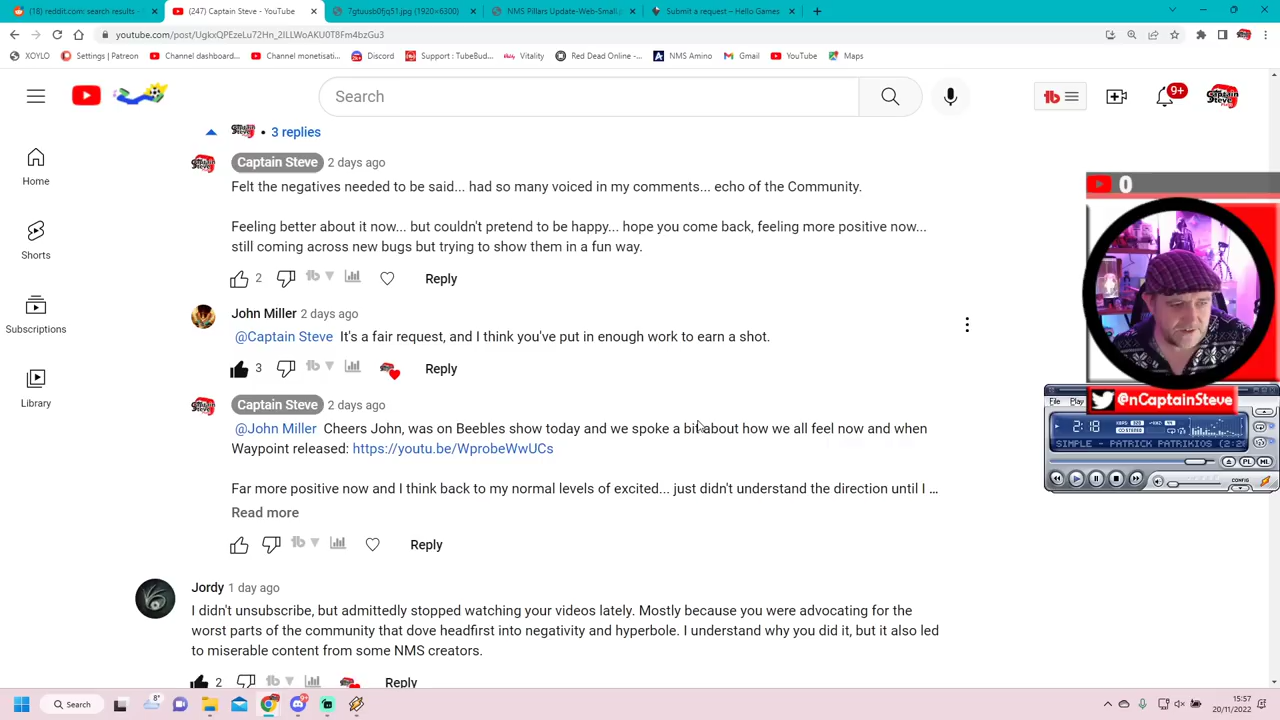 (18) reddit.com: search results -
(247) Captain Steve - YouTube
7gtuusb0fjq51.jpg (1920×6300)
NMS Pillars Update-Web-Small.
Submit a request – Hello Games
youtube.com/post/UgkxQPEzeLu72Hn_2ILLWoAKU0T8Fm4bzGu3
XOYLO
Settings | Patreon
Channel dashboard...
Channel monetisati...
Discord
Support : TubeBud...
Vitality
Red Dead Online -...
NMS Amino
Gmail
YouTube
Maps
Search
9+
Captain Steve
Home
Shorts
Subscriptions
Library
• 3 replies
Captain Steve 2 days ago
Felt the negatives needed to be said... had so many voiced in my comments... echo of the Community.
Feeling better about it now... but couldn't pretend to be happy... hope you come back, feeling more positive now...
still coming across new bugs but trying to show them in a fun way.
2 Reply
John Miller 2 days ago
@Captain Steve It's a fair request, and I think you've put in enough work to earn a shot.
3 Reply
Captain Steve 2 days ago
@John Miller Cheers John, was on Beebles show today and we spoke a bit about how we all feel now and when
Waypoint released: https://youtu.be/WprobeWwUCs
Far more positive now and I think back to my normal levels of excited... just didn't understand the direction until I ...
Read more
Reply
Jordy 1 day ago
I didn't unsubscribe, but admittedly stopped watching your videos lately. Mostly because you were advocating for the
worst parts of the community that dove headfirst into negativity and hyperbole. I understand why you did it, but it also led
to miserable content from some NMS creators.
2 Reply
0
File Play
@nCaptainSteve
2:18
STEREO
SIMPLE - PATRICK PATRIKIOS (2:2
PL ML
CONFIG
Search
8°
15:57
20/11/2022